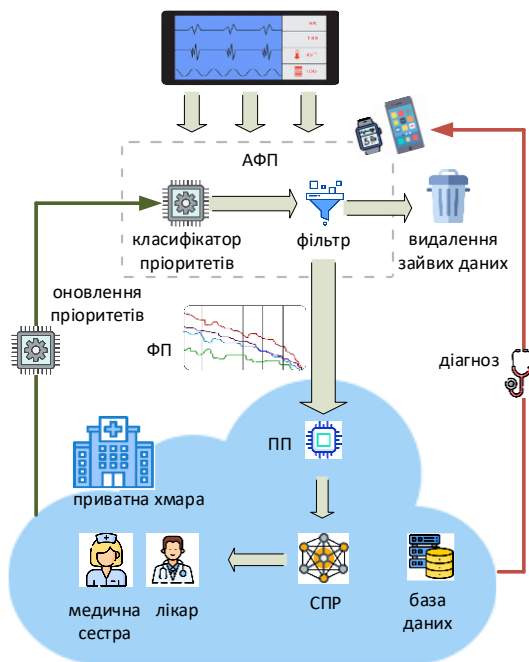 АФП
класифікатор
пріоритетів
фільтр
видалення
зайвих даних
оновлення
пріоритетів
ФП
діагноз
ПП
приватна хмара
СПР
медична
сестра
лікар
база
даних